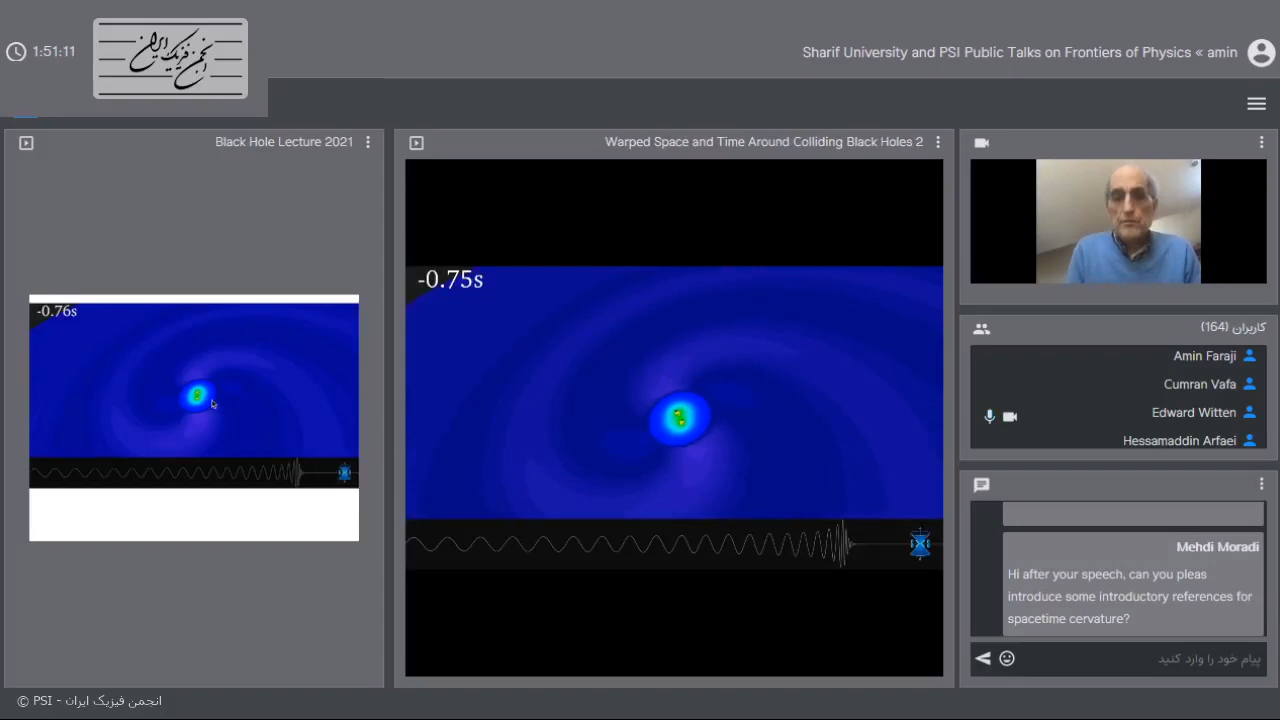 1:51:11
انجمن فیزیک ایران
Sharif University and PSI Public Talks on Frontiers of Physics « amin
Black Hole Lecture 2021
-0.76s
Warped Space and Time Around Colliding Black Holes 2
-0.75s
کاربران (164)
Amin Faraji
Cumran Vafa
Edward Witten
Hessamaddin Arfaei
Mehdi Moradi
Hi after your speech, can you pleas
introduce some introductory references for
spacetime cervature?
پیام خود را وارد کنید
© PSI - انجمن فیزیک ایران